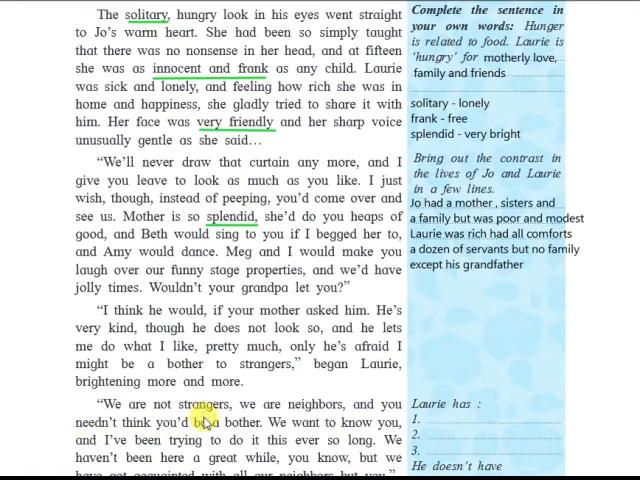 The solitary, hungry look in his eyes went straight
to Jo's warm heart. She had been so simply taught
that there was no nonsense in her head, and at fifteen
she was as innocent and frank as any child. Laurie
was sick and lonely, and feeling how rich she was in
home and happiness, she gladly tried to share it with
him. Her face was very friendly and her sharp voice
unusually gentle as she said...
“We'll never draw that curtain any more, and I
give you leave to look as much as you like. I just
wish, though, instead of peeping, you'd come over and
see us. Mother is so splendid, she'd do you heaps of
good, and Beth would sing to you if I begged her to,
and Amy would dance. Meg and I would make you
laugh over our funny stage properties, and we'd have
jolly times. Wouldn't your grandpa let you?”
“I think he would, if your mother asked him. He's
very kind, though he does not look so, and he lets
me do what I like, pretty much, only he's afraid I
might be a bother to strangers,” began Laurie,
brightening more and more.
“We are not strangers, we are neighbors, and you
needn't think you'd be a bother. We want to know you,
and I've been trying to do it this ever so long. We
haven't been here a great while, you know, but we
have got acquainted with all our neighbors but you.”
Complete the sentence in
your own words: Hunger
is related to food. Laurie is
'hungry' for motherly love,
family and friends
solitary - lonely
frank - free
splendid - very bright
Bring out the contrast in
the lives of Jo and Laurie
in a few lines.
Jo had a mother , sisters and
a family but was poor and modest
Laurie was rich had all comforts
a dozen of servants but no family
except his grandfather
Laurie has :
1.
2.
3.
He doesn't have